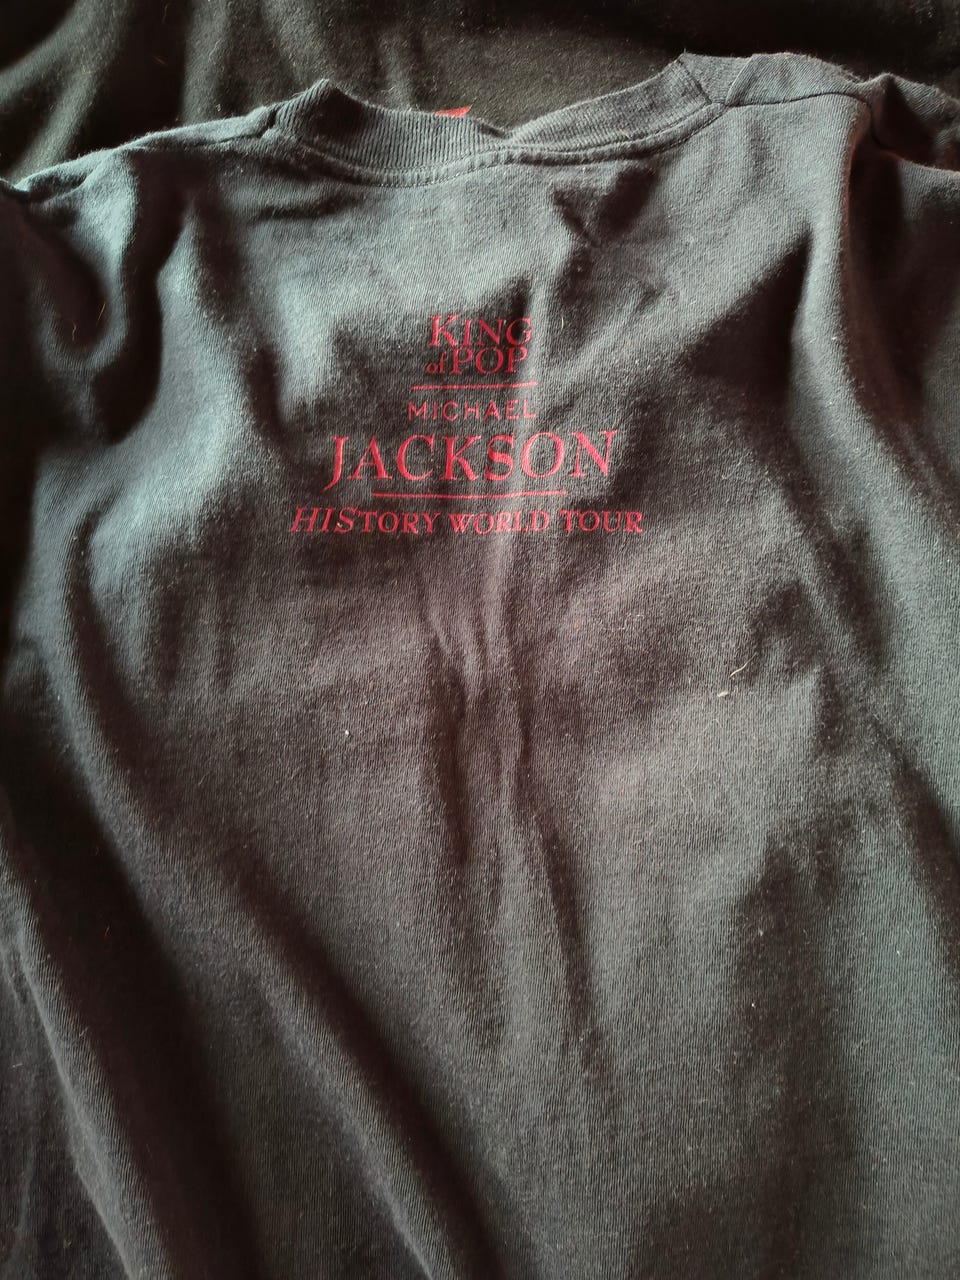 KING
of POP
MICHAEL
JACKSON
HISTORY WORLD TOUR